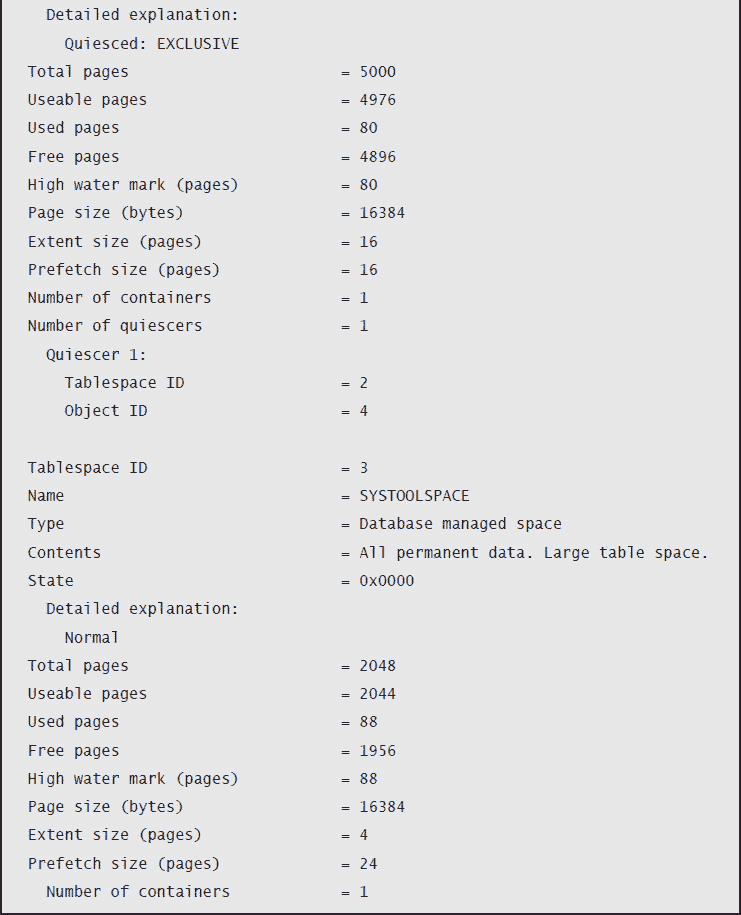 Detailed explanation:
Quiesced: EXCLUSIVE
Total pages = 5000
Useable pages = 4976
Used pages = 80
Free pages = 4896
High water mark (pages) = 80
Page size (bytes) = 16384
Extent size (pages) = 16
Prefetch size (pages) = 16
Number of containers = 1
Number of quiescers = 1
Quiescer 1:
Tablespace ID = 2
Object ID = 4
Tablespace ID = 3
Name = SYSTOOLSPACE
Type = Database managed space
Contents = All permanent data. Large table space.
State = 0x0000
Detailed explanation:
Normal
Total pages = 2048
Useable pages = 2044
Used pages = 88
Free pages = 1956
High water mark (pages) = 88
Page size (bytes) = 16384
Extent size (pages) = 4
Prefetch size (pages) = 24
Number of containers = 1